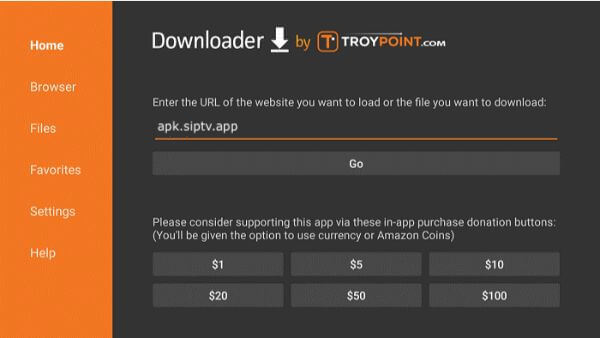 Home
Browser
Files
Favorites
Settings
Help
Downloader by TROYPOINT.COM
Enter the URL of the website you want to load or the file you want to download:
apk.siptv.app
Go
Please consider supporting this app via these in-app purchase donation buttons:
(You'll be given the option to use currency or Amazon Coins)
$1 $5 $10
$20 $50 $100